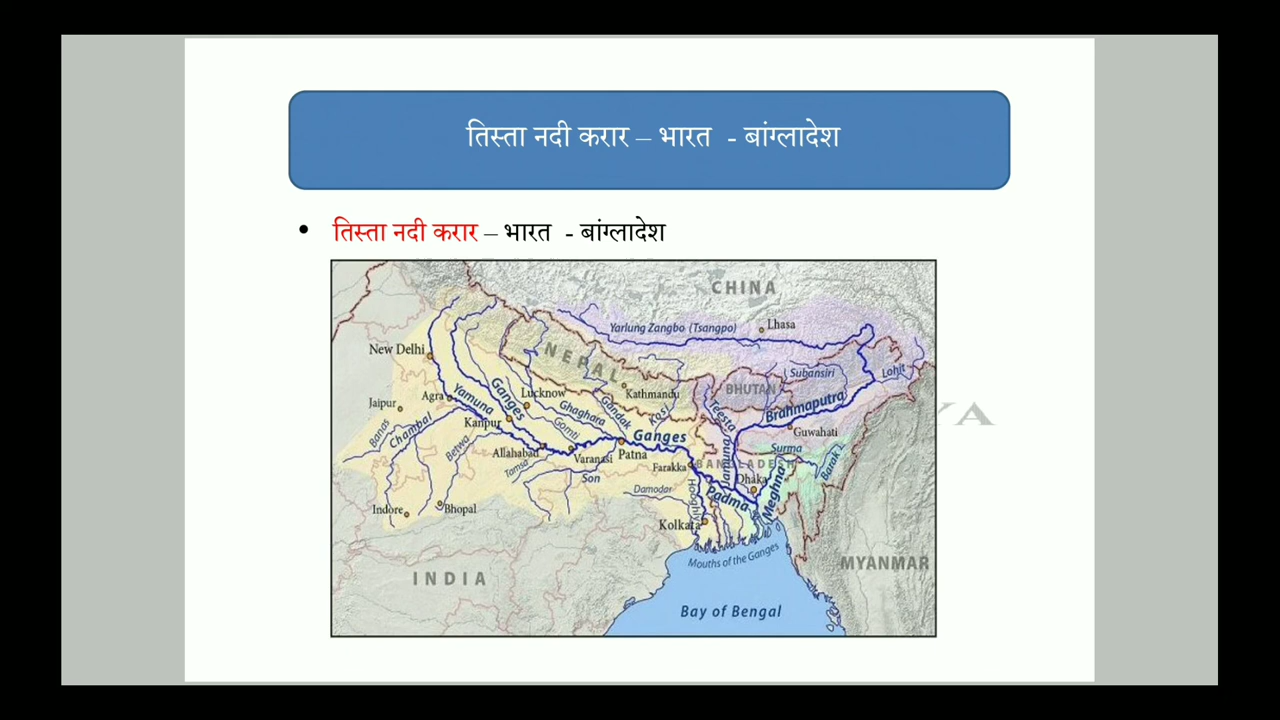 तिस्ता नदी करार – भारत - बांग्लादेश
• तिस्ता नदी करार – भारत - बांग्लादेश
CHINA
Yarlung Zangbo (Tsangpo)
Lhasa
New Delhi
NEPAL
Subansiri
Lohit
BHUTAN
Kathmandu
Jaipur
Agra
Yamuna
Ganges
Lucknow
Ghaghara
Gandak
Kosi
Teesta
Brahmaputra
Banas
Chambal
Kanpur
Gomti
Ganges
Guwahati
Betwa
Allahabad
Varanasi
Patna
Jamuna
Surma
Barak
Tamsa
Son
Farakka
BANGLADESH
Dhaka
Damodar
Hooghly
Padma
Meghna
Indore
Bhopal
Kolkata
Mouths of the Ganges
MYANMAR
INDIA
Bay of Bengal
YA